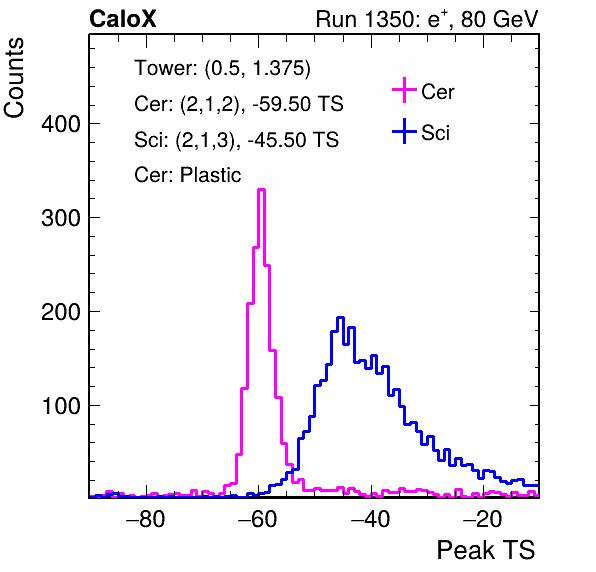 CaloX Run 1350: e⁺, 80 GeV
Counts
Tower: (0.5, 1.375)
Cer: (2,1,2), -59.50 TS
Sci: (2,1,3), -45.50 TS
Cer: Plastic
Cer
Sci
400
300
200
100
−80 −60 −40 −20
Peak TS